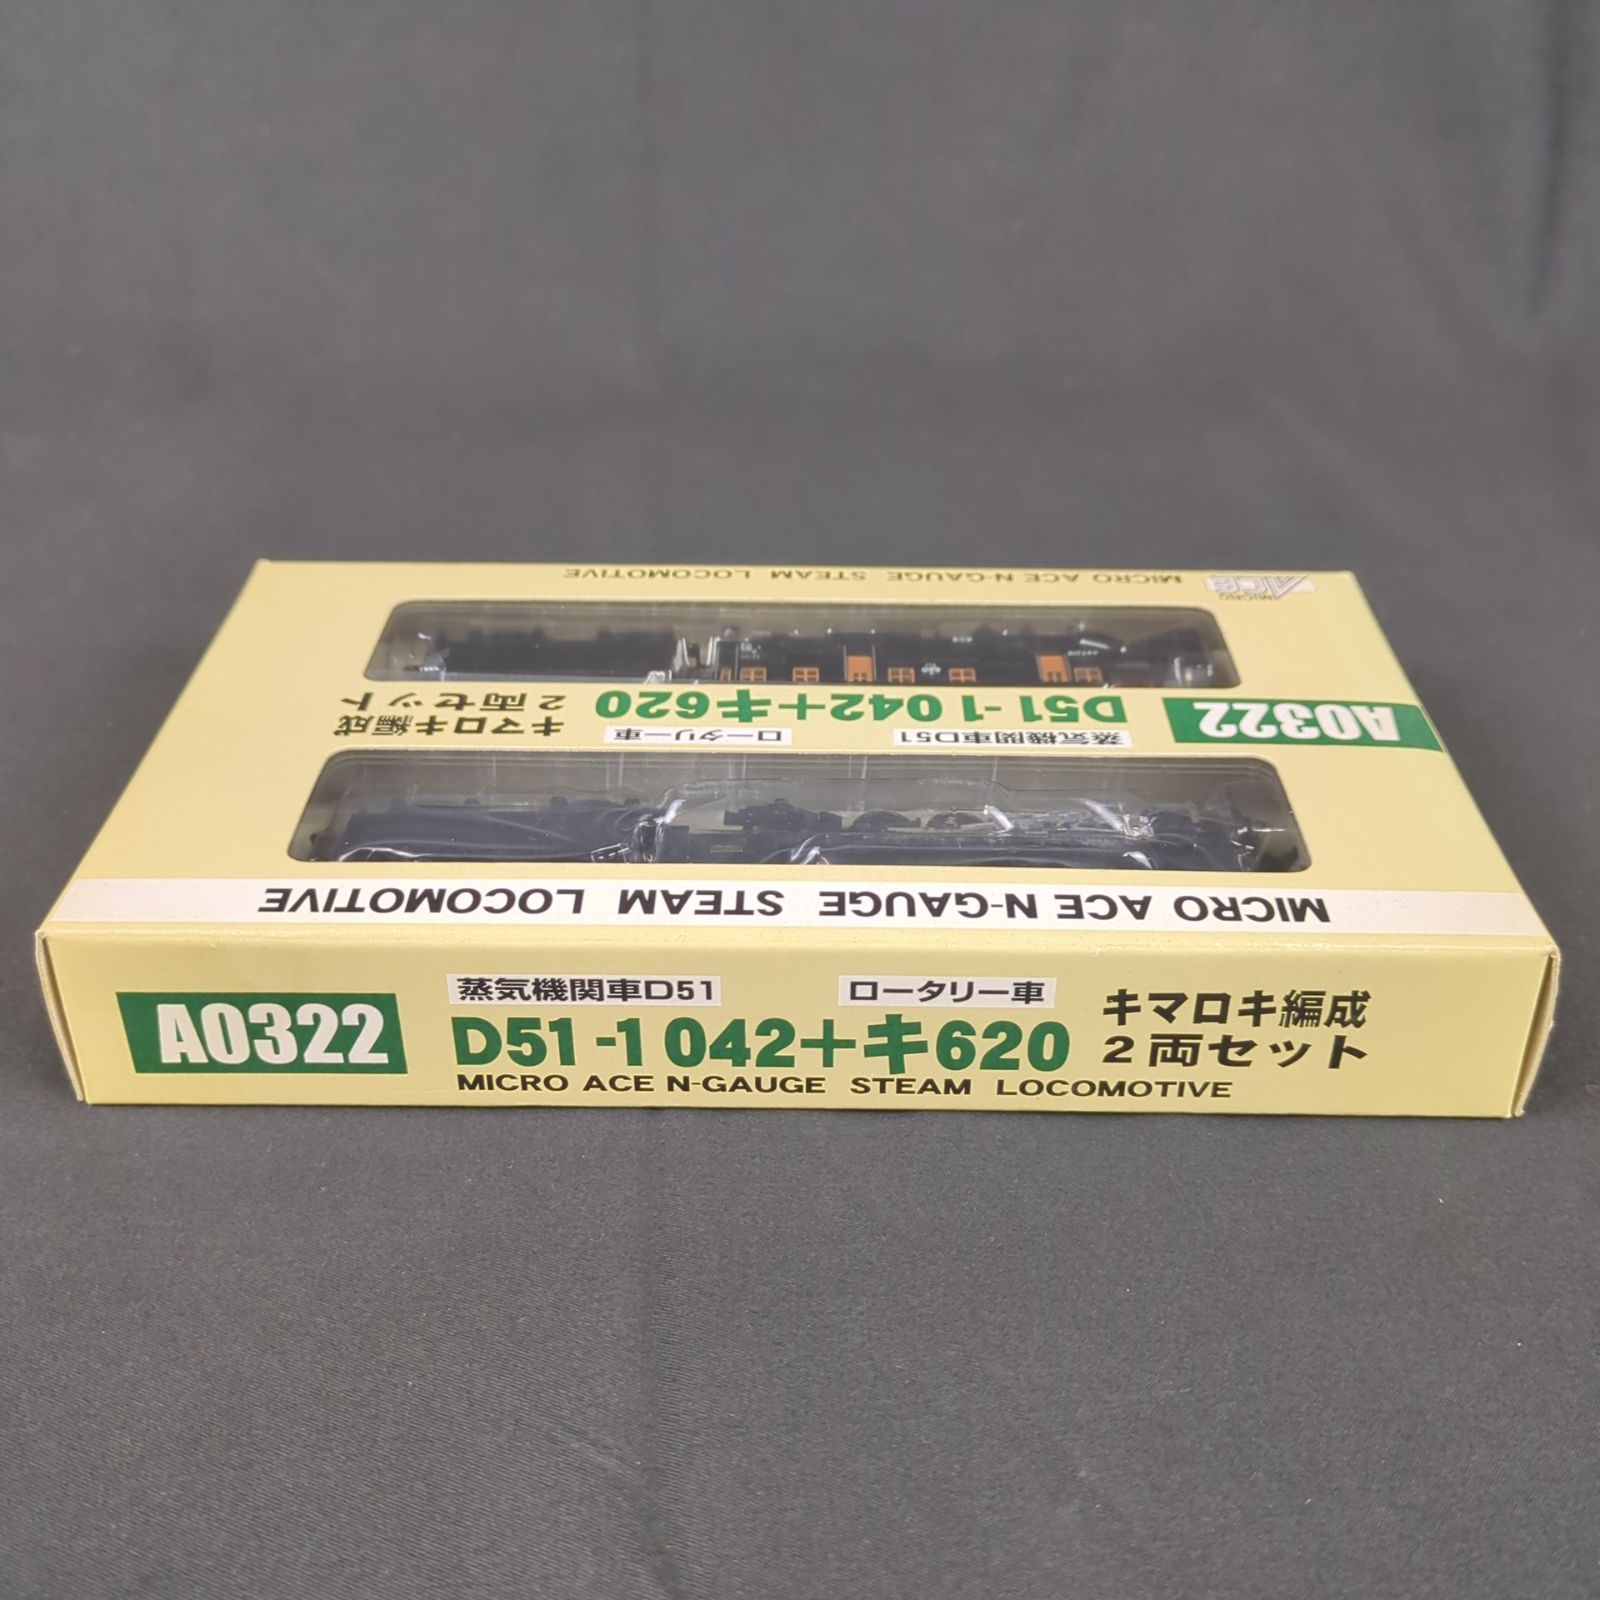 MICRO ACE N-GAUGE STEAM LOCOMOTIVE
MICRO ACE
A0322
蒸気機関車D51 ロータリー車
D51-1042+キ620
キマロキ編成
2両セット
MICRO ACE N-GAUGE STEAM LOCOMOTIVE
A0322
蒸気機関車D51 ロータリー車
D51-1042+キ620
キマロキ編成
2両セット
MICRO ACE N-GAUGE STEAM LOCOMOTIVE